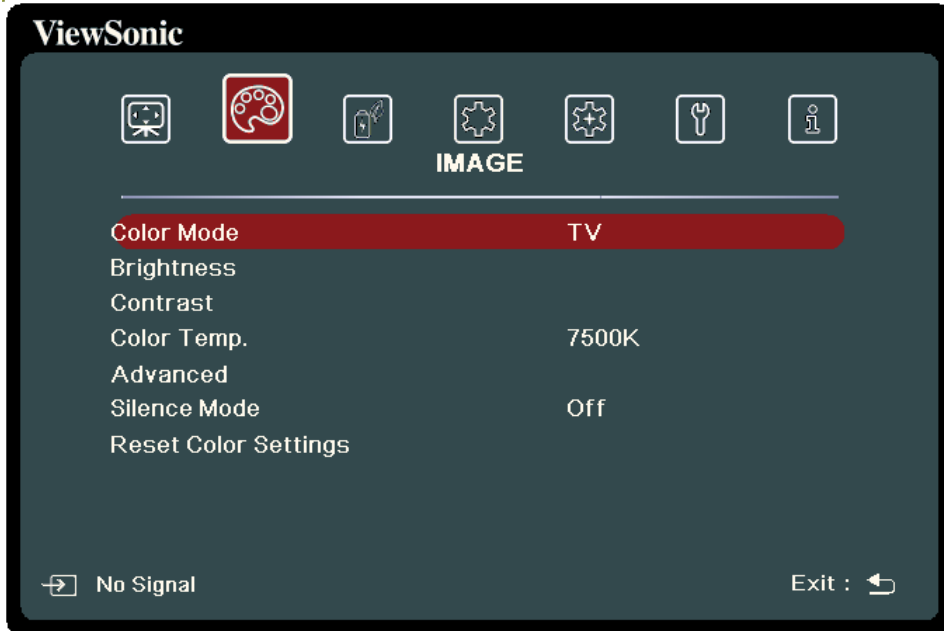 ViewSonic
IMAGE
Color Mode TV
Brightness
Contrast
Color Temp. 7500K
Advanced
Silence Mode Off
Reset Color Settings
No Signal Exit :